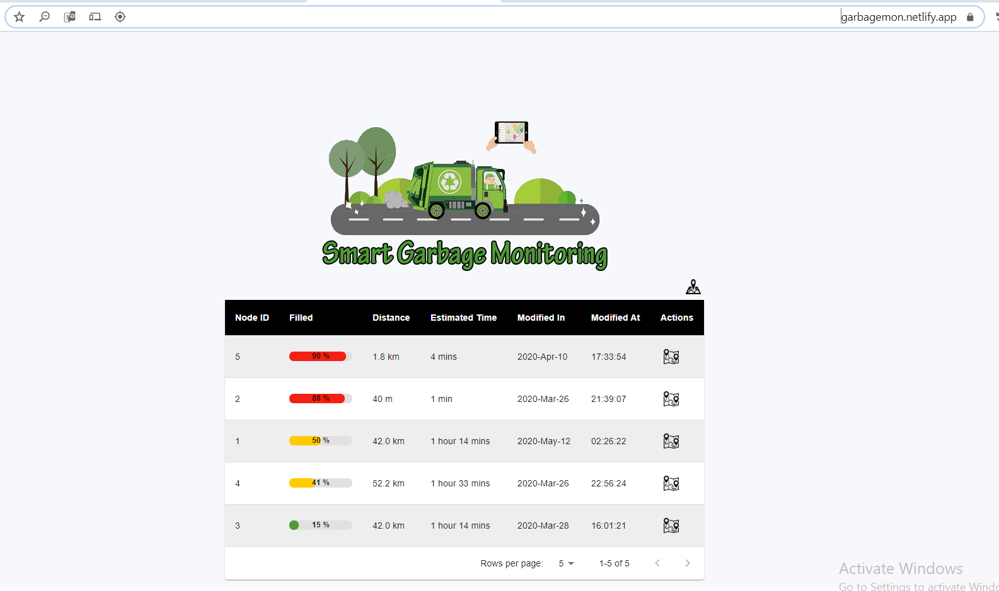 garbagemon.netlify.app
Smart Garbage Monitoring
Node ID Filled Distance Estimated Time Modified In Modified At Actions
5 90 % 1.8 km 4 mins 2020-Apr-10 17:33:54
2 88 % 40 m 1 min 2020-Mar-26 21:39:07
1 50 % 42.0 km 1 hour 14 mins 2020-May-12 02:26:22
4 41 % 52.2 km 1 hour 33 mins 2020-Mar-26 22:56:24
3 15 % 42.0 km 1 hour 14 mins 2020-Mar-28 16:01:21
Rows per page: 5 1-5 of 5
Activate Windows
Go to Settings to activate Windo